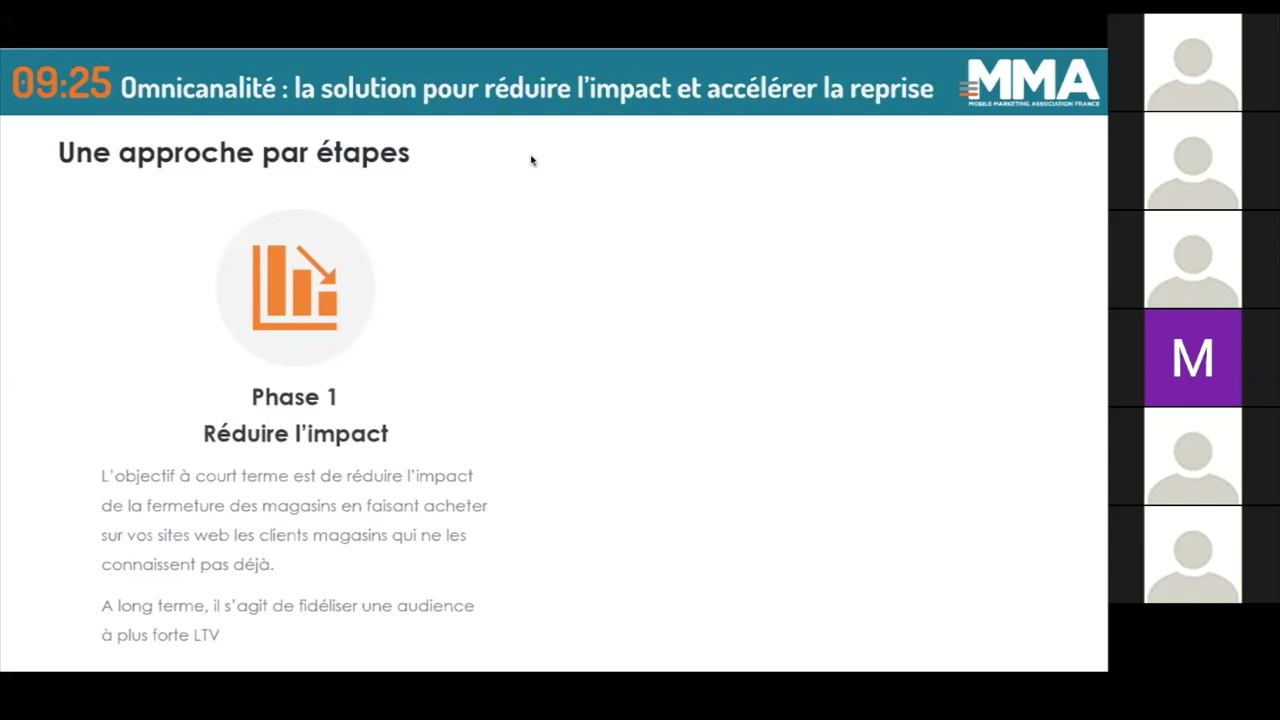 09:25 Omnicanalité : la solution pour réduire l'impact et accélérer la reprise
MMA
MOBILE MARKETING ASSOCIATION FRANCE
Une approche par étapes
Phase 1
Réduire l'impact
L'objectif à court terme est de réduire l'impact
de la fermeture des magasins en faisant acheter
sur vos sites web les clients magasins qui ne les
connaissent pas déjà.
A long terme, il s'agit de fidéliser une audience
à plus forte LTV
M